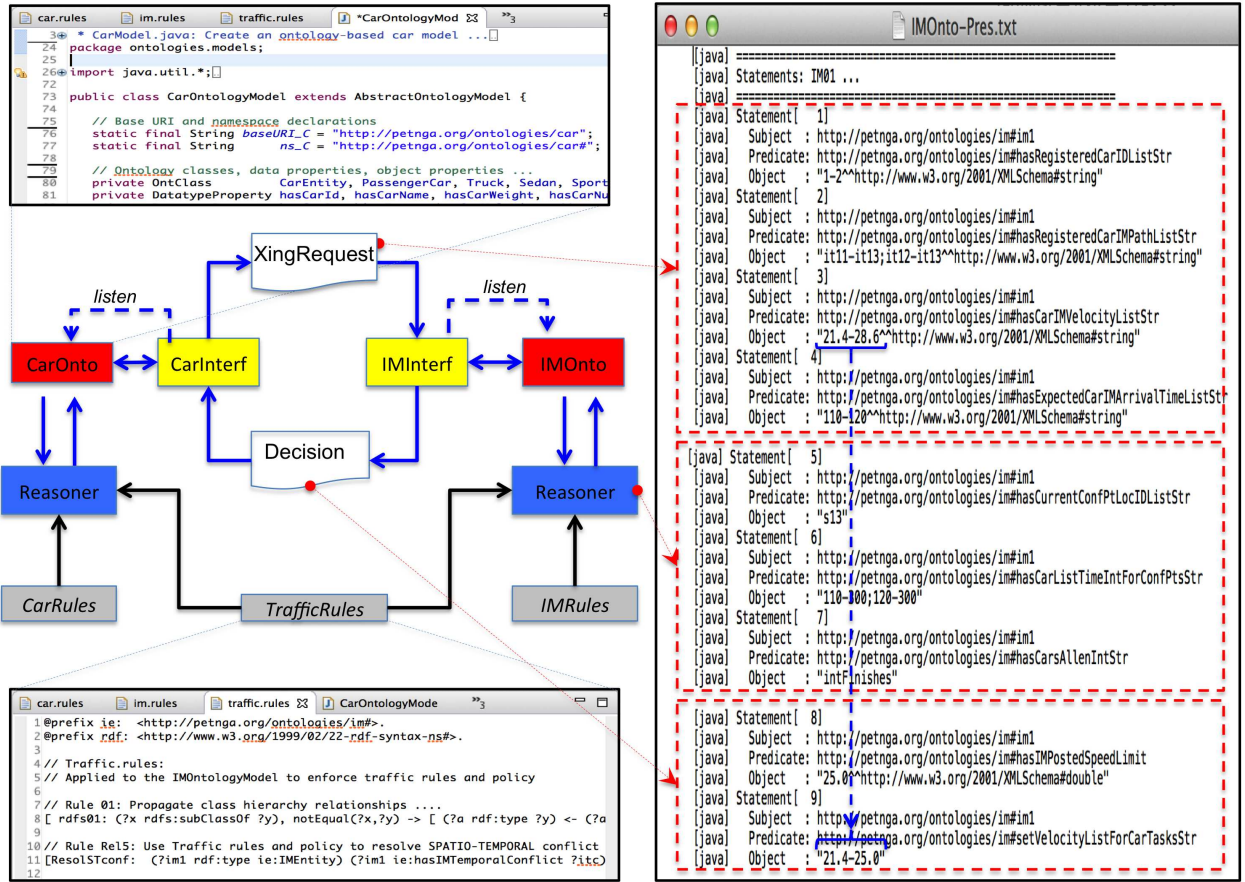 car.rules im.rules traffic.rules *CarOntologyMod »3
3 * CarModel.java: Create an ontology-based car model ...
24 package ontologies.models;
25
26 import java.util.*;
72
73 public class CarOntologyModel extends AbstractOntologyModel {
74
75 // Base URI and namespace declarations
76 static final String baseURI_C = "http://petnga.org/ontologies/car";
77 static final String ns_C = "http://petnga.org/ontologies/car#";
78
79 // Ontology classes, data properties, object properties ...
80 private OntClass CarEntity, PassengerCar, Truck, Sedan, Sport
81 private DatatypeProperty hasCarId, hasCarName, hasCarWeight, hasCarNu
XingRequest
listen
listen
CarOnto
CarInterf
IMInterf
IMOnto
Decision
Reasoner
Reasoner
CarRules
TrafficRules
IMRules
car.rules im.rules traffic.rules CarOntologyMode »3
1 @prefix ie: <http://petnga.org/ontologies/im#>.
2 @prefix rdf: <http://www.w3.org/1999/02/22-rdf-syntax-ns#>.
3
4 // Traffic.rules:
5 // Applied to the IMOntologyModel to enforce traffic rules and policy
6
7 // Rule 01: Propagate class hierarchy relationships ....
8 [ rdfs01: (?x rdfs:subClassOf ?y), notEqual(?x,?y) -> [ (?a rdf:type ?y) <- (?a
9
10 // Rule Rel5: Use Traffic rules and policy to resolve SPATIO-TEMPORAL conflict
11 [ResolSTconf: (?im1 rdf:type ie:IMEntity) (?im1 ie:hasIMTemporalConflict ?itc)
12
IMOnto-Pres.txt
[java] ==================================================
[java] Statements: IM01 ...
[java] ==================================================
[java] Statement[ 1]
[java] Subject : http://petnga.org/ontologies/im#im1
[java] Predicate: http://petnga.org/ontologies/im#hasRegisteredCarIDListStr
[java] Object : "1-2^^http://www.w3.org/2001/XMLSchema#string"
[java] Statement[ 2]
[java] Subject : http://petnga.org/ontologies/im#im1
[java] Predicate: http://petnga.org/ontologies/im#hasRegisteredCarIMPathListStr
[java] Object : "it11-it13;it12-it13^^http://www.w3.org/2001/XMLSchema#string"
[java] Statement[ 3]
[java] Subject : http://petnga.org/ontologies/im#im1
[java] Predicate: http://petnga.org/ontologies/im#hasCarIMVelocityListStr
[java] Object : "21.4-28.6^^http://www.w3.org/2001/XMLSchema#string"
[java] Statement[ 4]
[java] Subject : http://petnga.org/ontologies/im#im1
[java] Predicate: http://petnga.org/ontologies/im#hasExpectedCarIMArrivalTimeListStr
[java] Object : "110-120^^http://www.w3.org/2001/XMLSchema#string"
[java] Statement[ 5]
[java] Subject : http://petnga.org/ontologies/im#im1
[java] Predicate: http://petnga.org/ontologies/im#hasCurrentConfPtLocIDListStr
[java] Object : "s13"
[java] Statement[ 6]
[java] Subject : http://petnga.org/ontologies/im#im1
[java] Predicate: http://petnga.org/ontologies/im#hasCarListTimeIntForConfPtsStr
[java] Object : "110-300;120-300"
[java] Statement[ 7]
[java] Subject : http://petnga.org/ontologies/im#im1
[java] Predicate: http://petnga.org/ontologies/im#hasCarsAllenIntStr
[java] Object : "intFinishes"
[java] Statement[ 8]
[java] Subject : http://petnga.org/ontologies/im#im1
[java] Predicate: http://petnga.org/ontologies/im#hasIMPostedSpeedLimit
[java] Object : "25.0^^http://www.w3.org/2001/XMLSchema#double"
[java] Statement[ 9]
[java] Subject : http://petnga.org/ontologies/im#im1
[java] Predicate: http://petnga.org/ontologies/im#setVelocityListForCarTasksStr
[java] Object : "21.4-25.0"